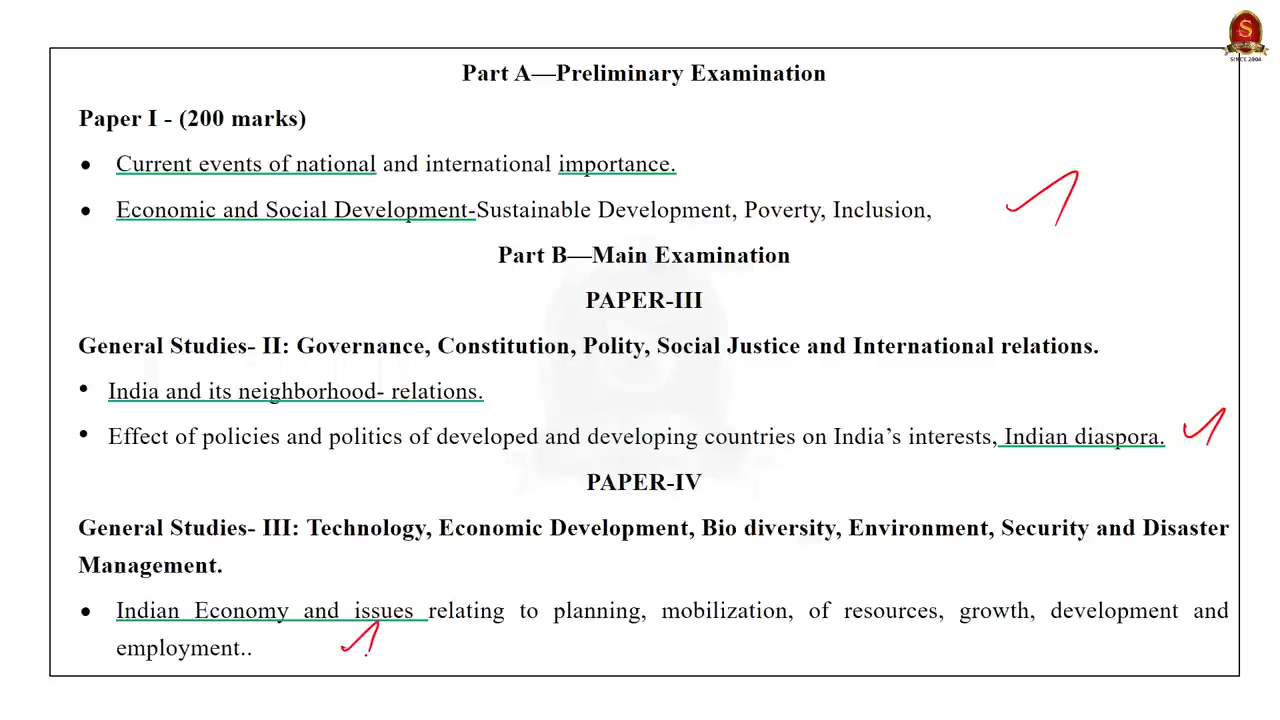 S
SINCE 2004
Part A—Preliminary Examination
Paper I - (200 marks)
• Current events of national and international importance.
• Economic and Social Development-Sustainable Development, Poverty, Inclusion,
Part B—Main Examination
PAPER-III
General Studies- II: Governance, Constitution, Polity, Social Justice and International relations.
• India and its neighborhood- relations.
• Effect of policies and politics of developed and developing countries on India’s interests, Indian diaspora.
PAPER-IV
General Studies- III: Technology, Economic Development, Bio diversity, Environment, Security and Disaster
Management.
• Indian Economy and issues relating to planning, mobilization, of resources, growth, development and
employment..